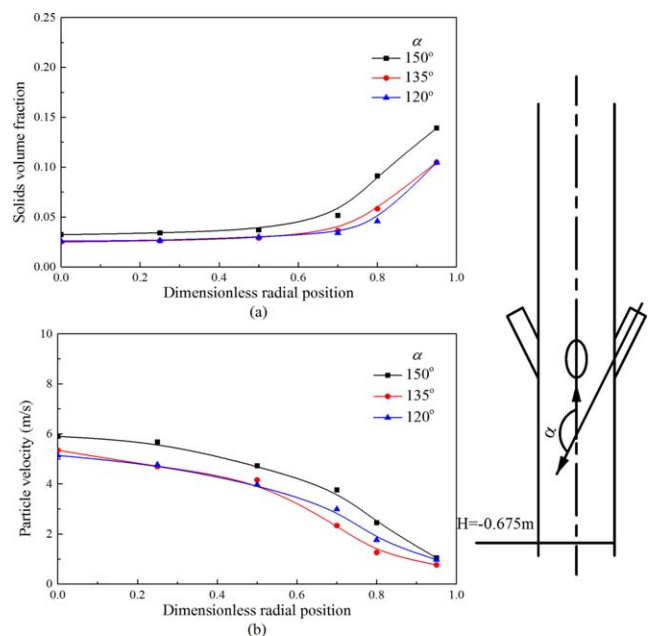 0.25
0.20
0.15
0.10
0.05
0.00
Solids volume fraction
α
150°
135°
120°
0.0 0.2 0.4 0.6 0.8 1.0
Dimensionless radial position
(a)
10
8
6
4
2
0
Particle velocity (m/s)
α
150°
135°
120°
0.0 0.2 0.4 0.6 0.8 1.0
Dimensionless radial position
(b)
α
H=-0.675m